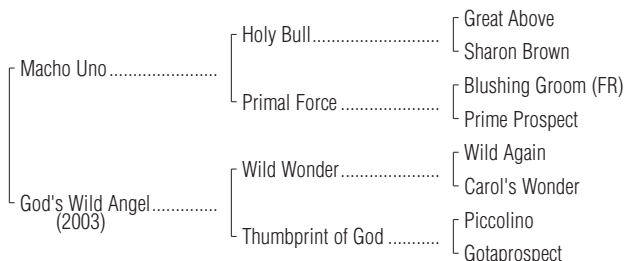 Great Above
Holy Bull
Sharon Brown
Macho Uno
Blushing Groom (FR)
Primal Force
Prime Prospect
Wild Again
Wild Wonder
Carol's Wonder
God's Wild Angel
(2003)
Piccolino
Thumbprint of God
Gotaprospect